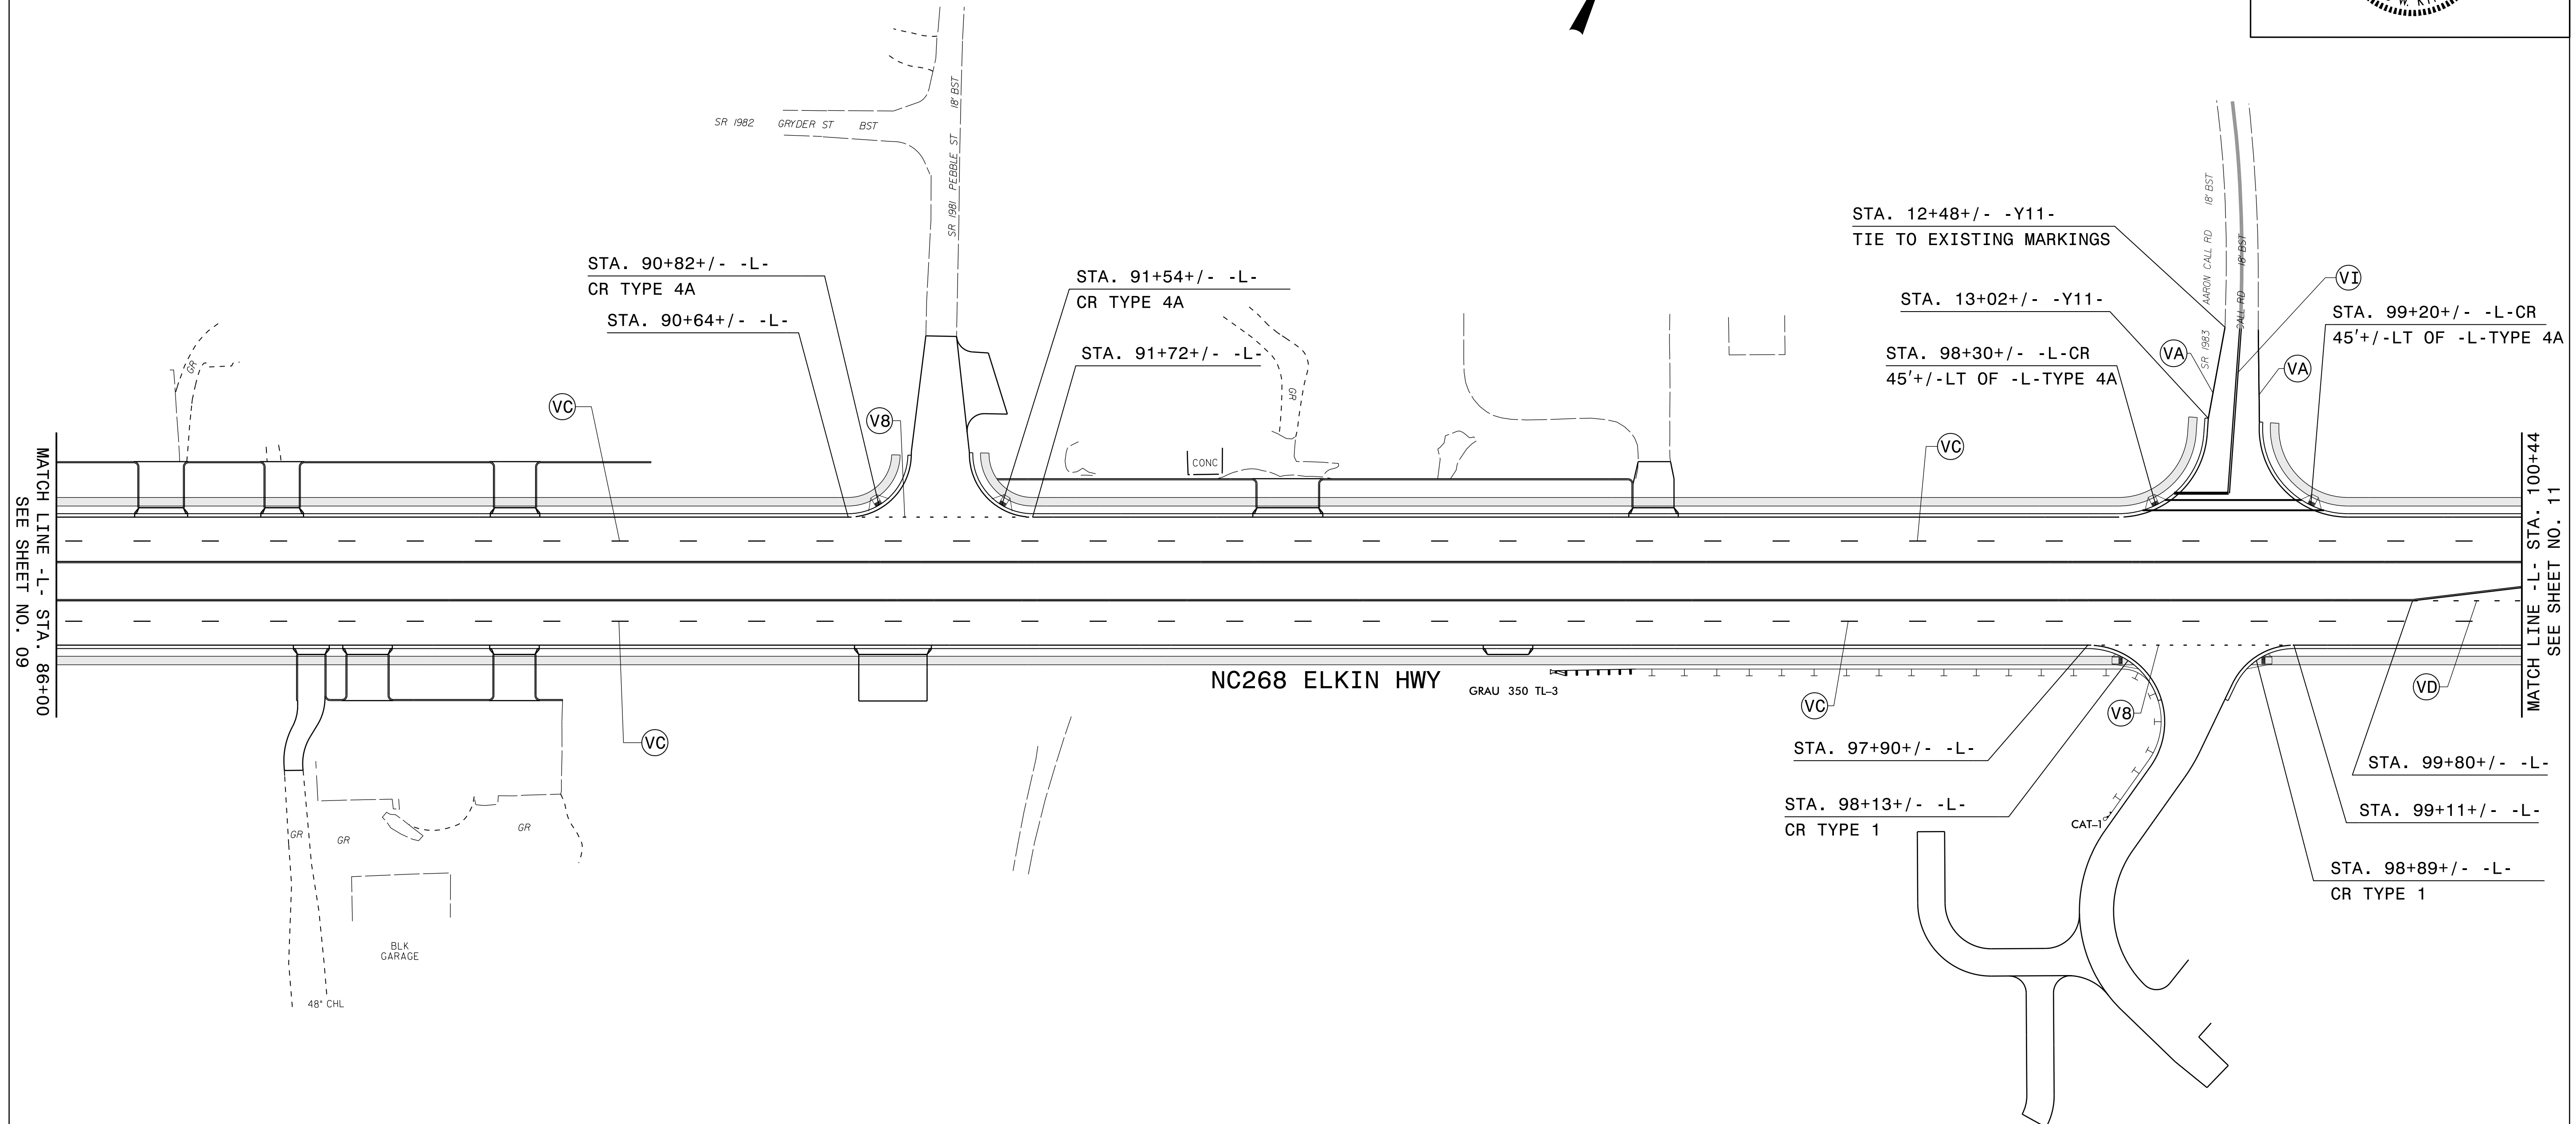 SR 1982 GRYDER ST BST
SR 1981 PEBBLE ST 18' BST
STA. 90+82+/- -L-
CR TYPE 4A
STA. 90+64+/- -L-
STA. 91+54+/- -L-
CR TYPE 4A
STA. 91+72+/- -L-
STA. 12+48+/- -Y11-
TIE TO EXISTING MARKINGS
STA. 13+02+/- -Y11-
STA. 98+30+/- -L-CR
45'+/-LT OF -L-TYPE 4A
SR 1983 AARON CALL RD 18' BST
CALL RD 18' BST
VI
STA. 99+20+/- -L-CR
45'+/-LT OF -L-TYPE 4A
VA
VA
GR
GR
VC
V8
VC
CONC
MATCH LINE -L- STA. 86+00
SEE SHEET NO. 09
MATCH LINE -L- STA. 100+44
SEE SHEET NO. 11
NC268 ELKIN HWY
GRAU 350 TL-3
VC
VC
V8
VD
STA. 97+90+/- -L-
STA. 98+13+/- -L-
CR TYPE 1
CAT-1
STA. 99+80+/- -L-
STA. 99+11+/- -L-
STA. 98+89+/- -L-
CR TYPE 1
GR
GR
GR
BLK
GARAGE
48" CHL